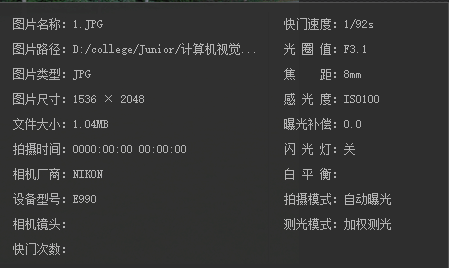 图片名称：1.JPG
图片路径：D:/college/Junior/计算机视觉...
图片类型：JPG
图片尺寸：1536 × 2048
文件大小：1.04MB
拍摄时间：0000:00:00 00:00:00
相机厂商：NIKON
设备型号：E990
相机镜头：
快门次数：
快门速度：1/92s
光 圈 值：F3.1
焦    距：8mm
感 光 度：ISO100
曝光补偿：0.0
闪 光 灯：关
白 平 衡：
拍摄模式：自动曝光
测光模式：加权测光